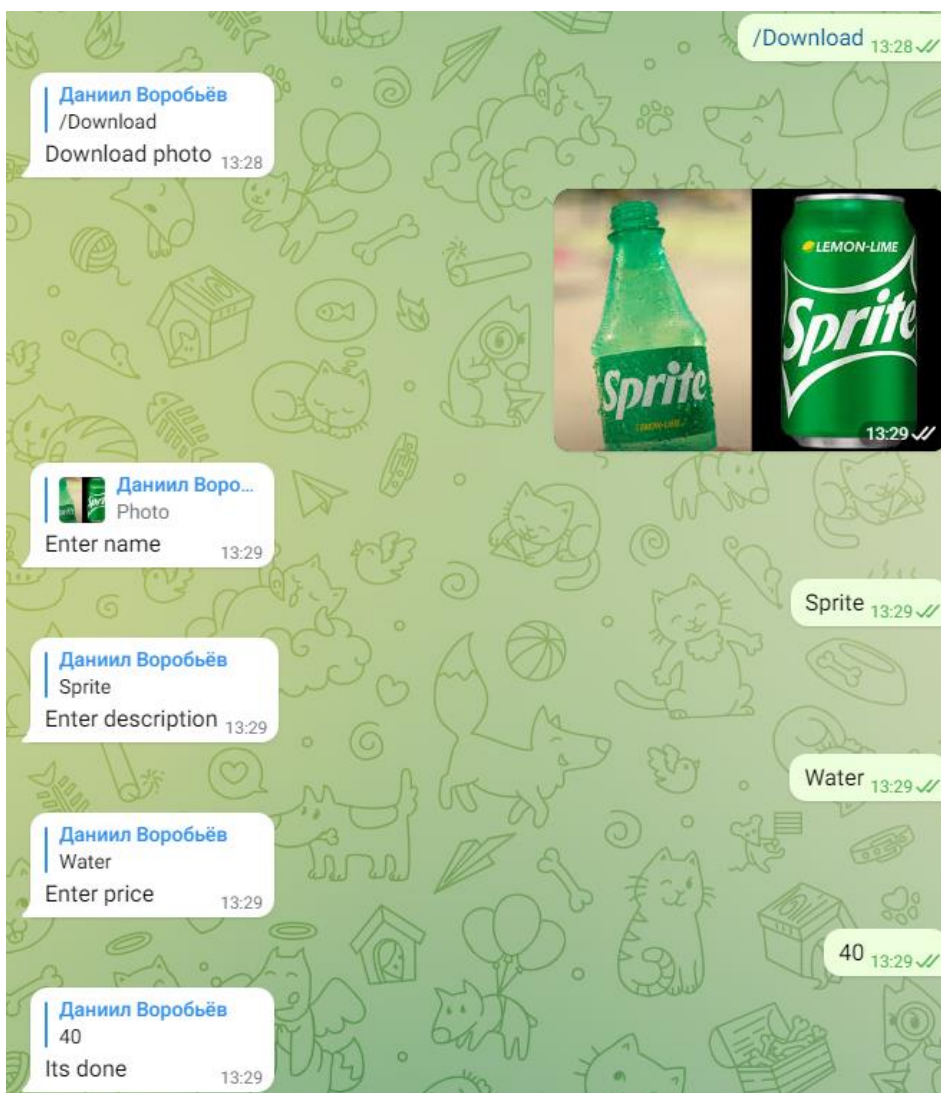 /Download 13:28
Даниил Воробьёв
/Download
Download photo 13:28
LEMON-LIME
Sprite
Sprite
LEMON-LIME
13:29
Даниил Воро...
Photo
Enter name 13:29
Sprite 13:29
Даниил Воробьёв
Sprite
Enter description 13:29
Water 13:29
Даниил Воробьёв
Water
Enter price 13:29
40 13:29
Даниил Воробьёв
40
Its done 13:29